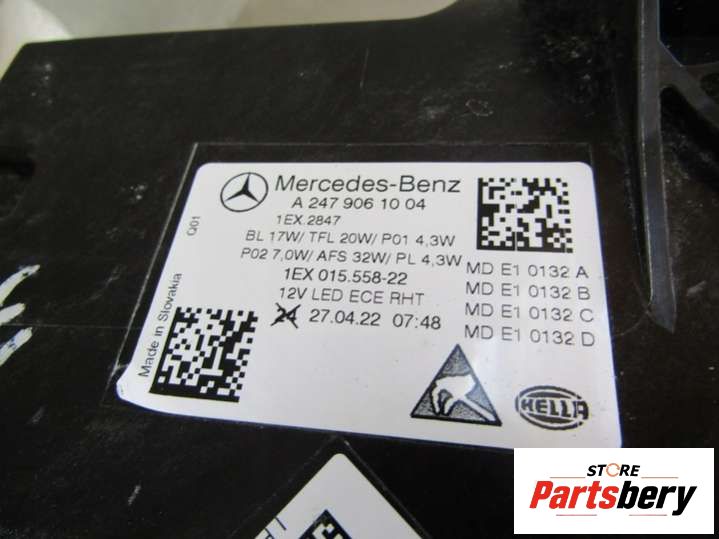 Mercedes-Benz
A 247 906 10 04
1EX.2847
BL 17W/ TFL 20W/ P01 4,3W
P02 7,0W/ AFS 32W/ PL 4,3W
1EX 015.558-22
12V LED ECE RHT
24 27.04.22 07:48
MD E1 0132 A
MD E1 0132 B
MD E1 0132 C
MD E1 0132 D
Q01
Made in Slovakia
HELLA
STORE
Partsbery